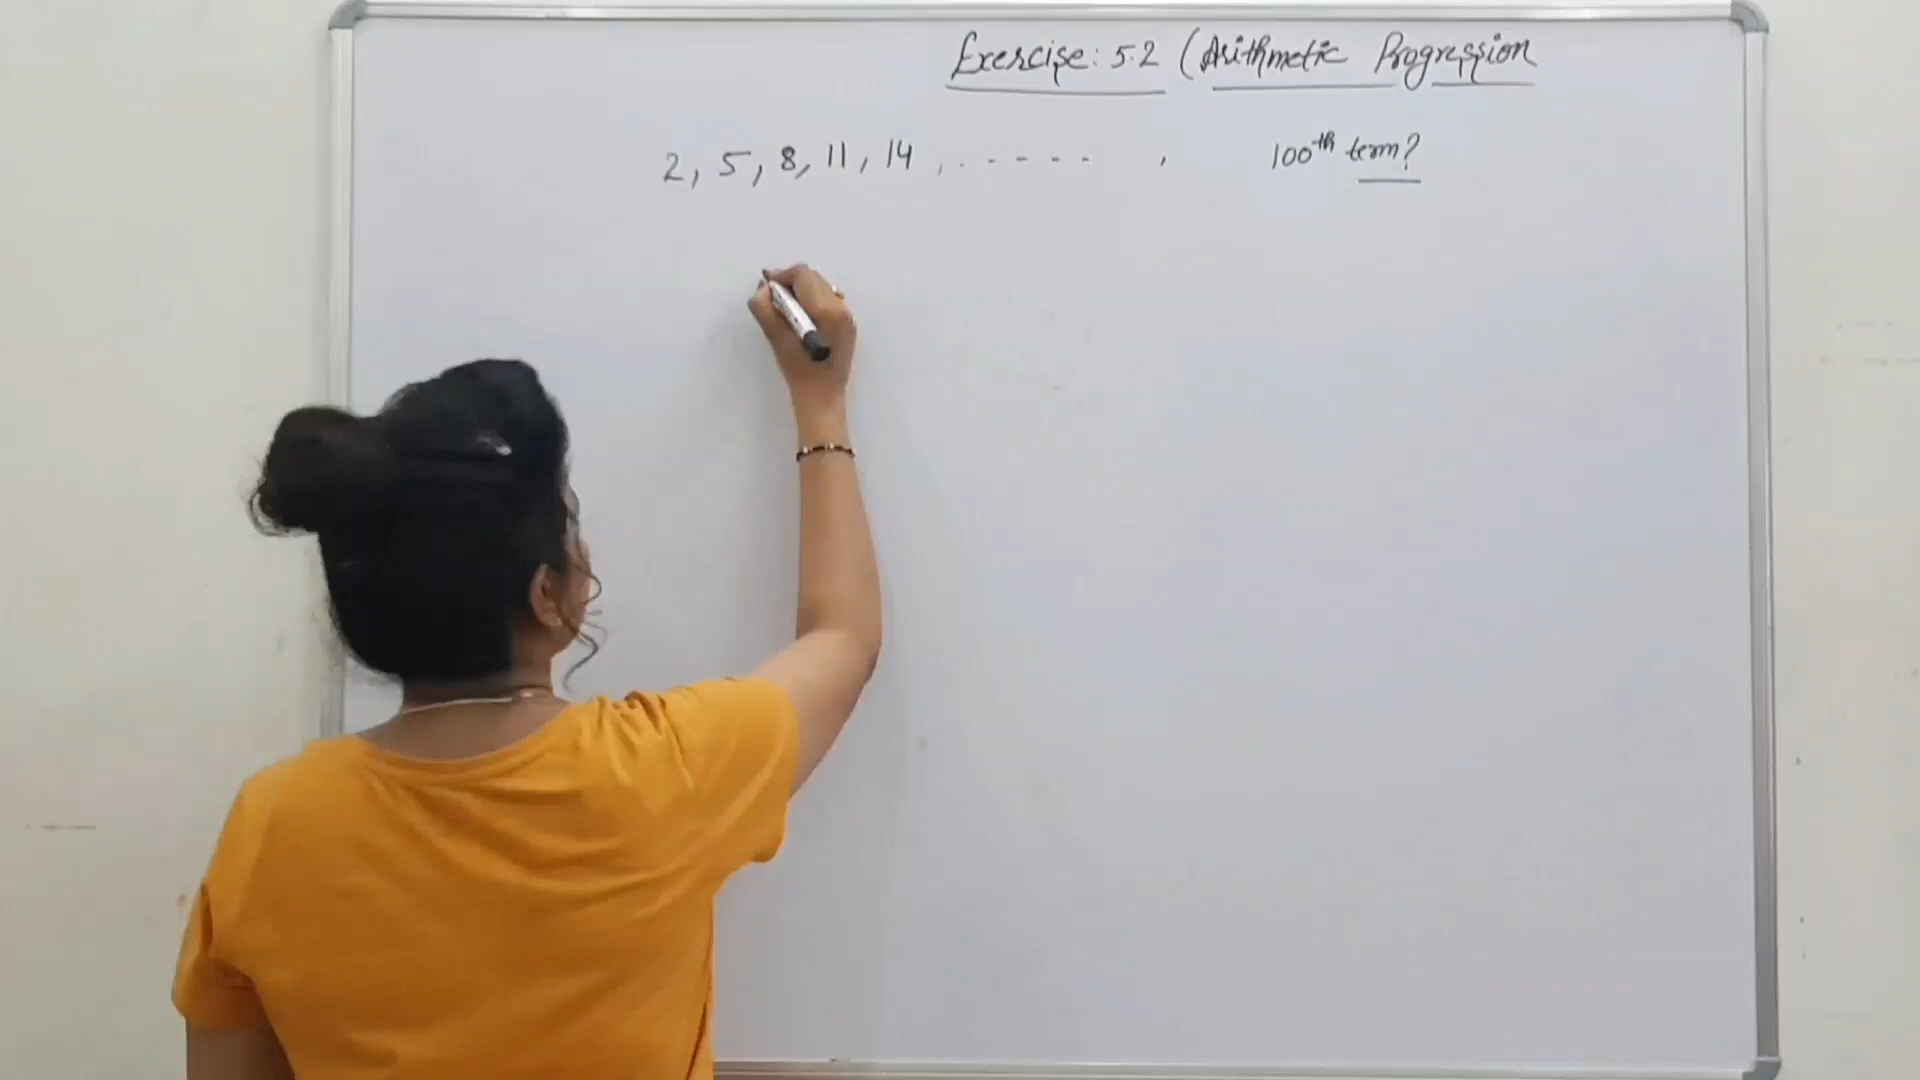 Exercise: 5.2 (Arithmetic Progression
2, 5, 8, 11, 14, . - - - - , 100th term?